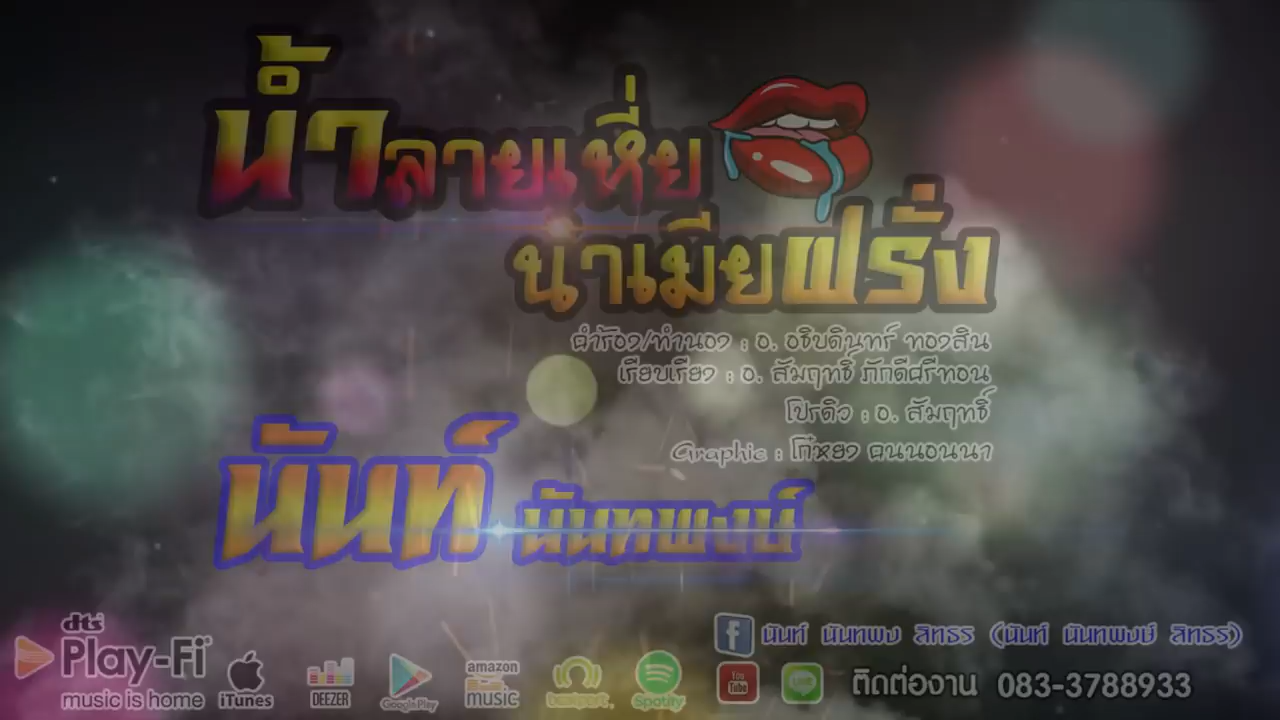 น้ำลายเหี่ย
นำเมียฝรั่ง
คำร้อง/ทำนอง : อ. อธิบดินทร์ ทองสิน
เรียบเรียง : อ. สัมฤทธิ์ ภักดีศรีทอน
โปรดิว : อ. สัมฤทธิ์
Graphic : โก๋หยง คนนอนนา
นันท์ นันทพงษ์
dts
Play-Fi
music is home
iTunes
DEEZER
Google Play
amazon
music
beatport
Spotify
นันท์ นันทพง สิทธร (นันท์ นันทพงษ์ สิทธร)
You
Tube
LINE
ติดต่องาน 083-3788933